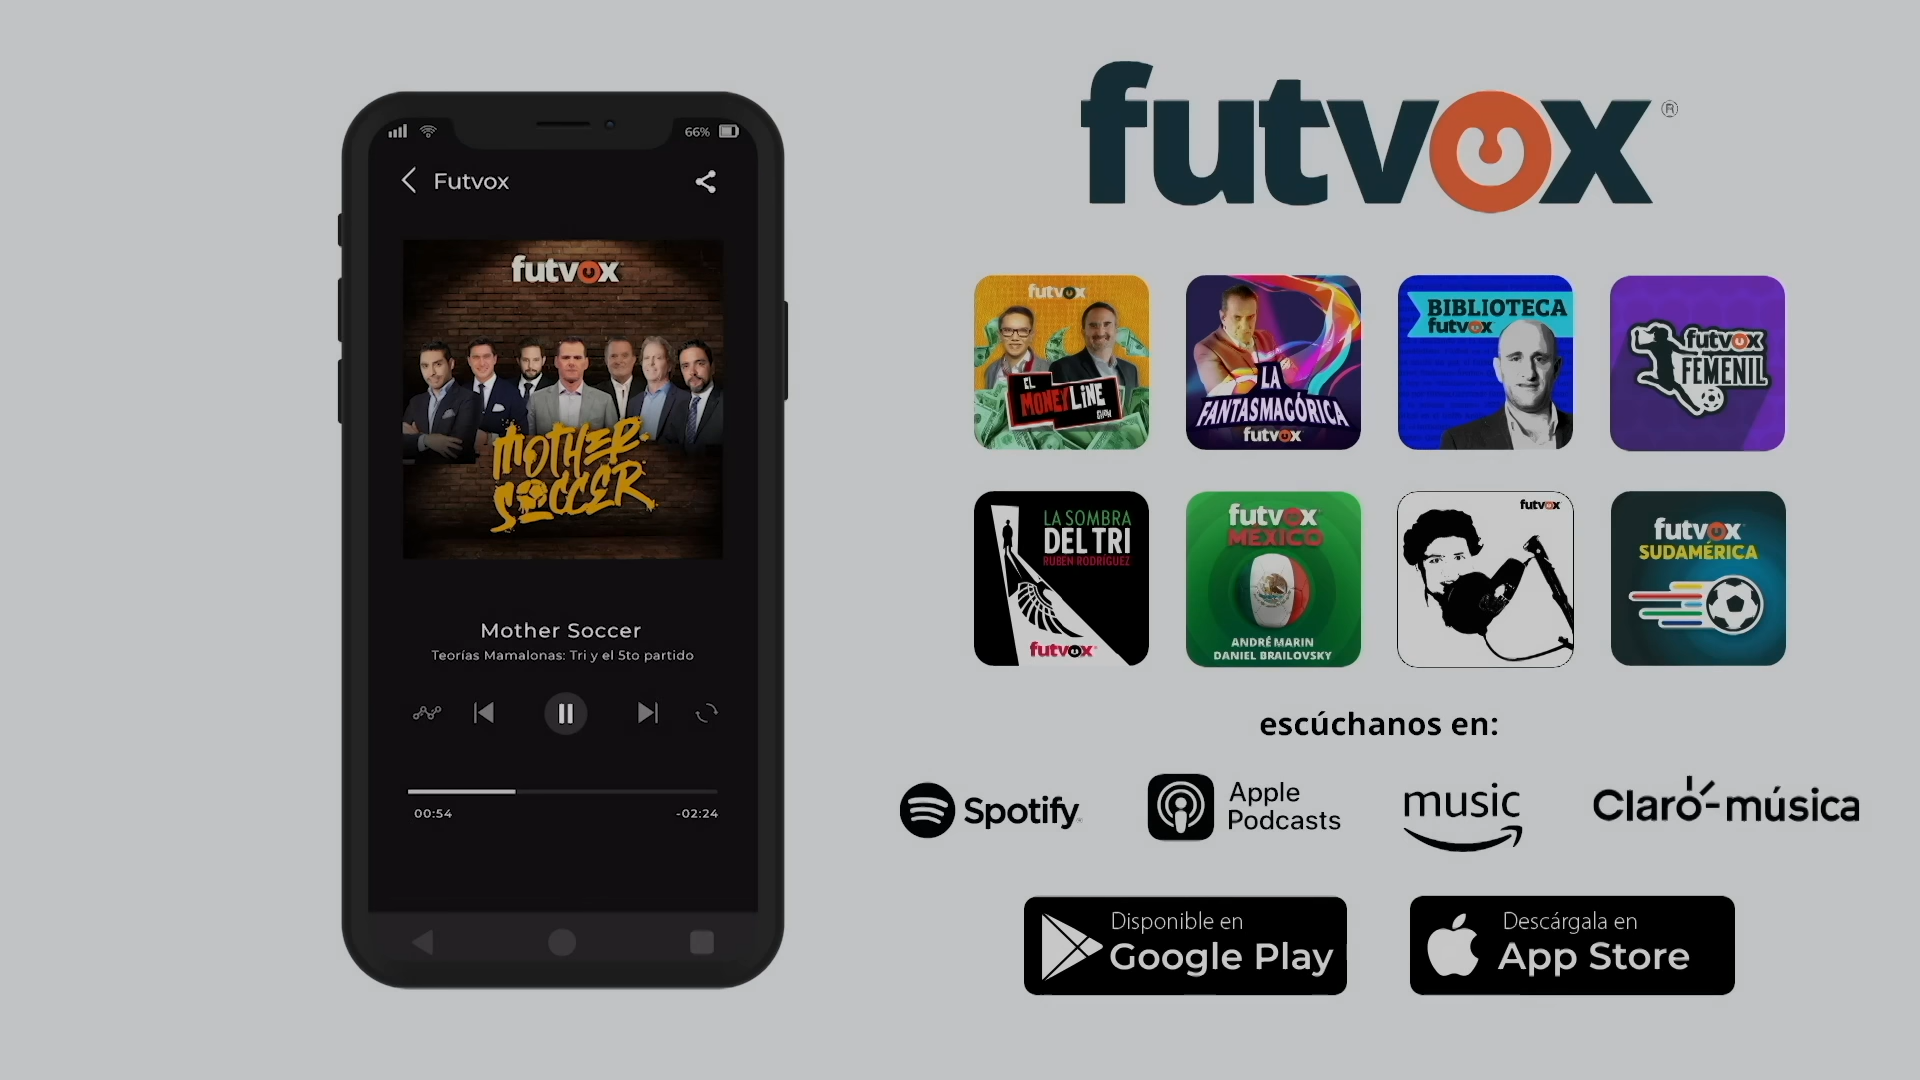 66%
Futvox
futvox
MOTHER
SOCCER
Mother Soccer
Teorías Mamalonas: Tri y el 5to partido
00:54
-02:24
futvox®
futvox
EL
MONEYLINE
SHOW
LA
FANTASMAGÓRICA
futvox
BIBLIOTECA
futvox
futvox
FEMENIL
LA SOMBRA
DEL TRI
RUBÉN RODRÍGUEZ
futvox
futvox
MÉXICO
ANDRÉ MARIN
DANIEL BRAILOVSKY
futvox
futvox
SUDAMÉRICA
escúchanos en:
Spotify
Apple
Podcasts
music
Claro-música
Disponible en
Google Play
Descárgala en
App Store